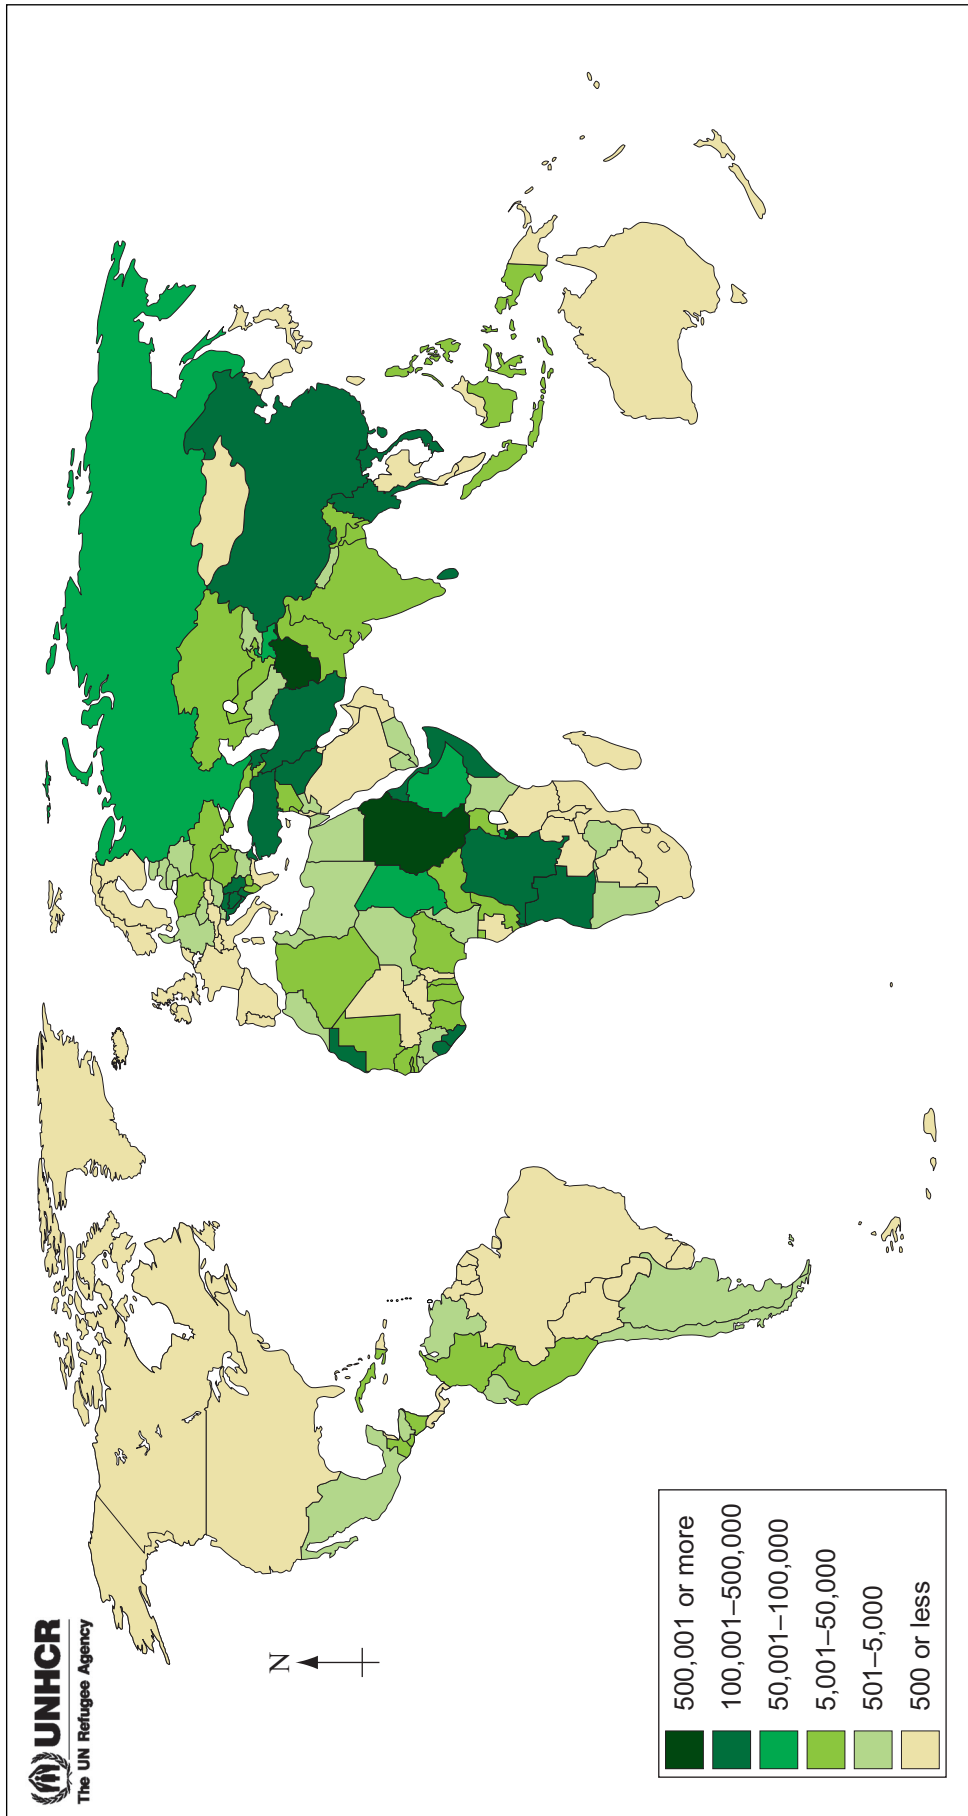 UNHCR
The UN Refugee Agency
N
500,001 or more
100,001–500,000
50,001–100,000
5,001–50,000
501–5,000
500 or less